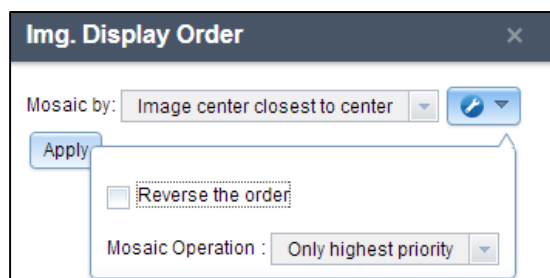 Img. Display Order
Mosaic by: Image center closest to center
Apply
Reverse the order
Mosaic Operation : Only highest priority